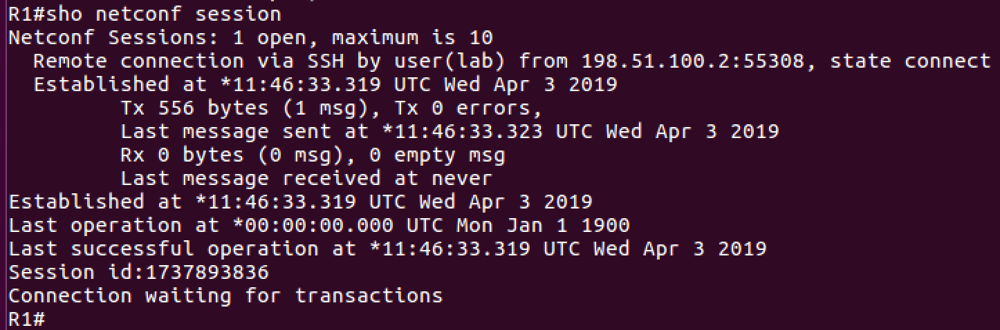 R1#sho netconf session
Netconf Sessions: 1 open, maximum is 10
Remote connection via SSH by user(lab) from 198.51.100.2:55308, state connect
Established at *11:46:33.319 UTC Wed Apr 3 2019
Tx 556 bytes (1 msg), Tx 0 errors,
Last message sent at *11:46:33.323 UTC Wed Apr 3 2019
Rx 0 bytes (0 msg), 0 empty msg
Last message received at never
Established at *11:46:33.319 UTC Wed Apr 3 2019
Last operation at *00:00:00.000 UTC Mon Jan 1 1900
Last successful operation at *11:46:33.319 UTC Wed Apr 3 2019
Session id:1737893836
Connection waiting for transactions
R1#